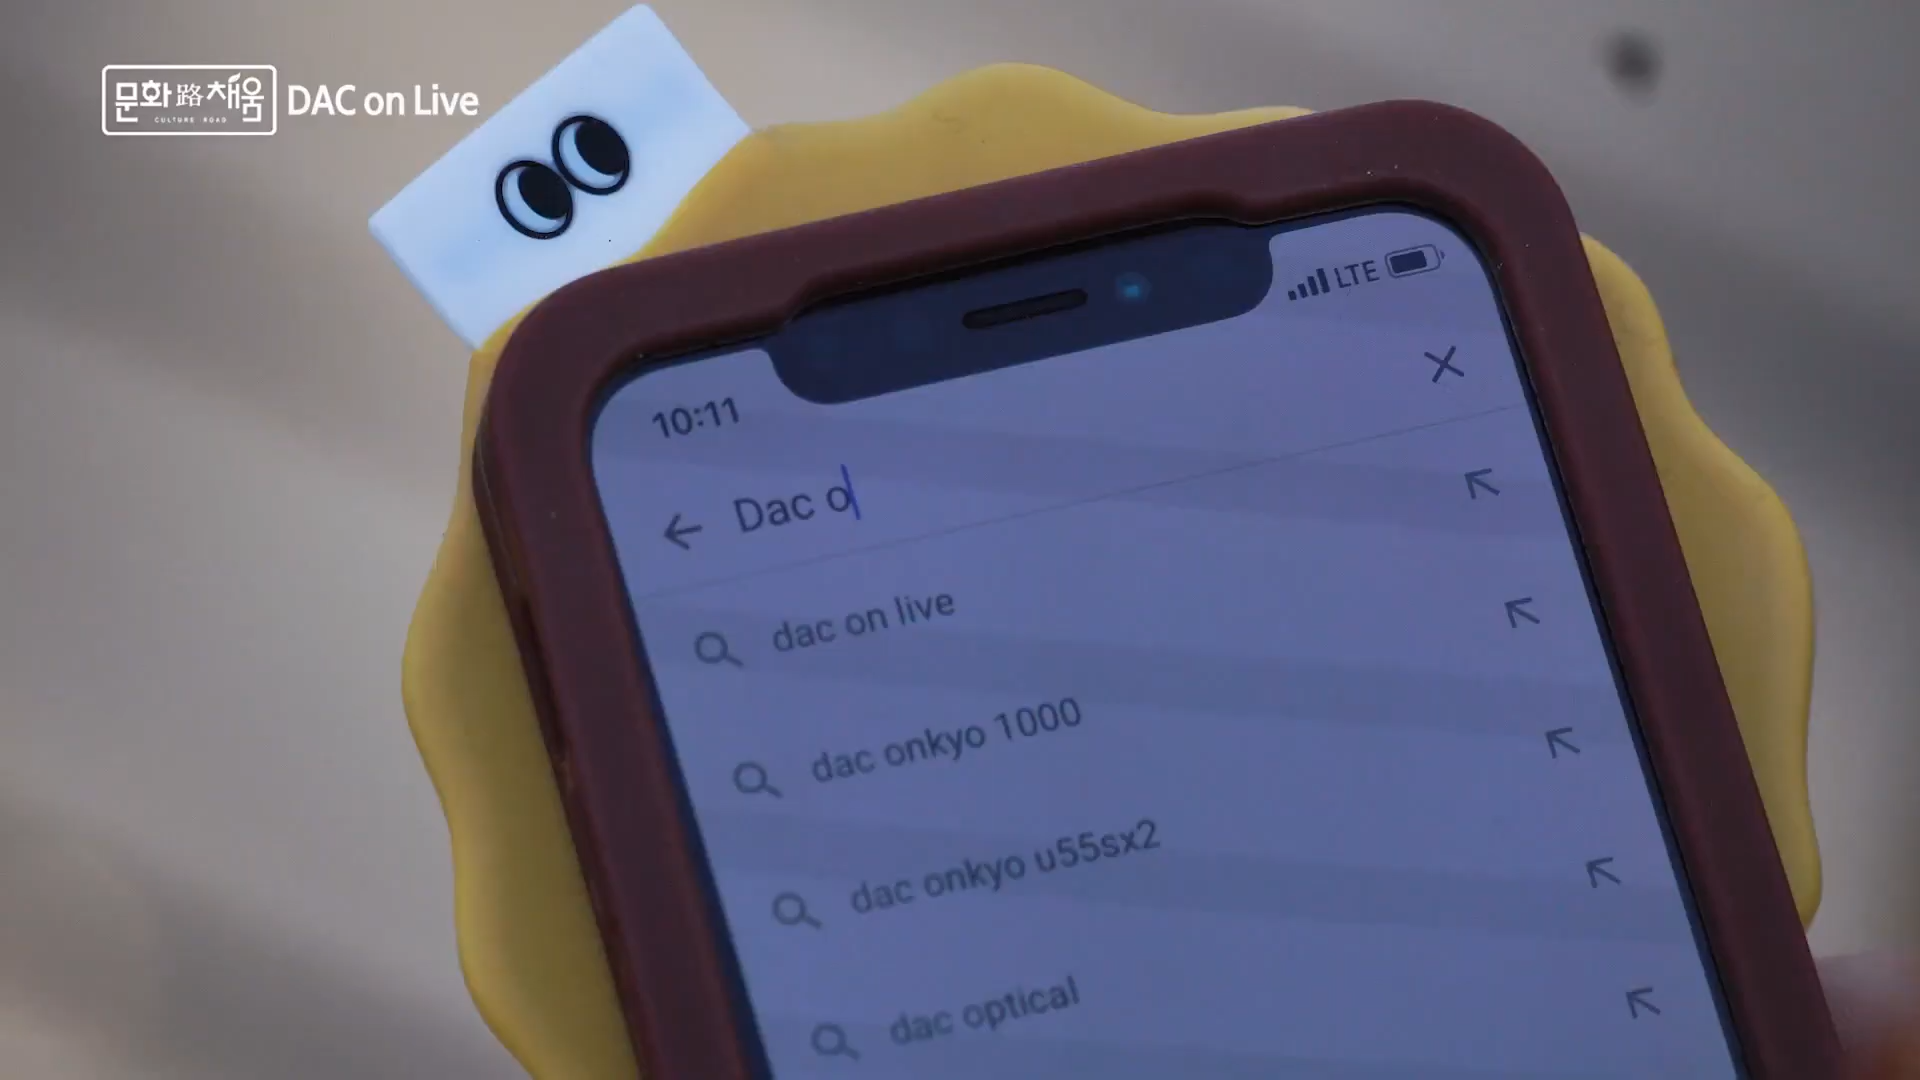 문화路채움 DAC on Live
CULTURE ROAD
LTE
10:11
Dac o
dac on live
dac onkyo 1000
dac onkyo u55sx2
dac optical